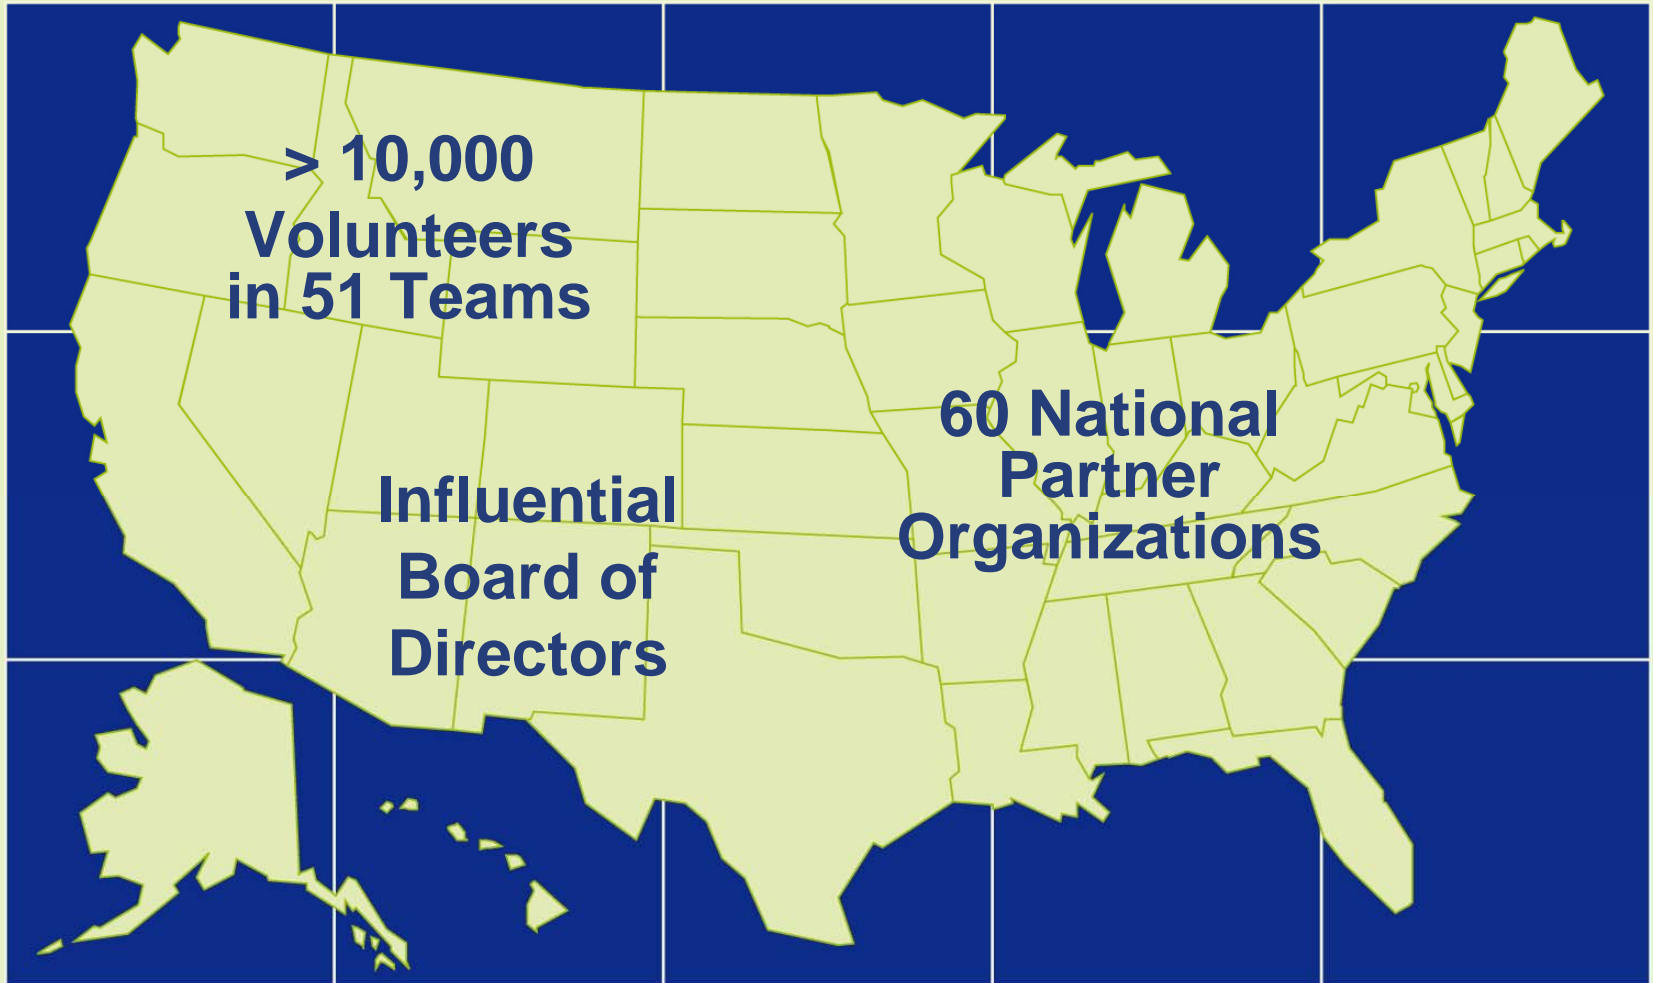 > 10,000
Volunteers
in 51 Teams
Influential
Board of
Directors
60 National
Partner
Organizations